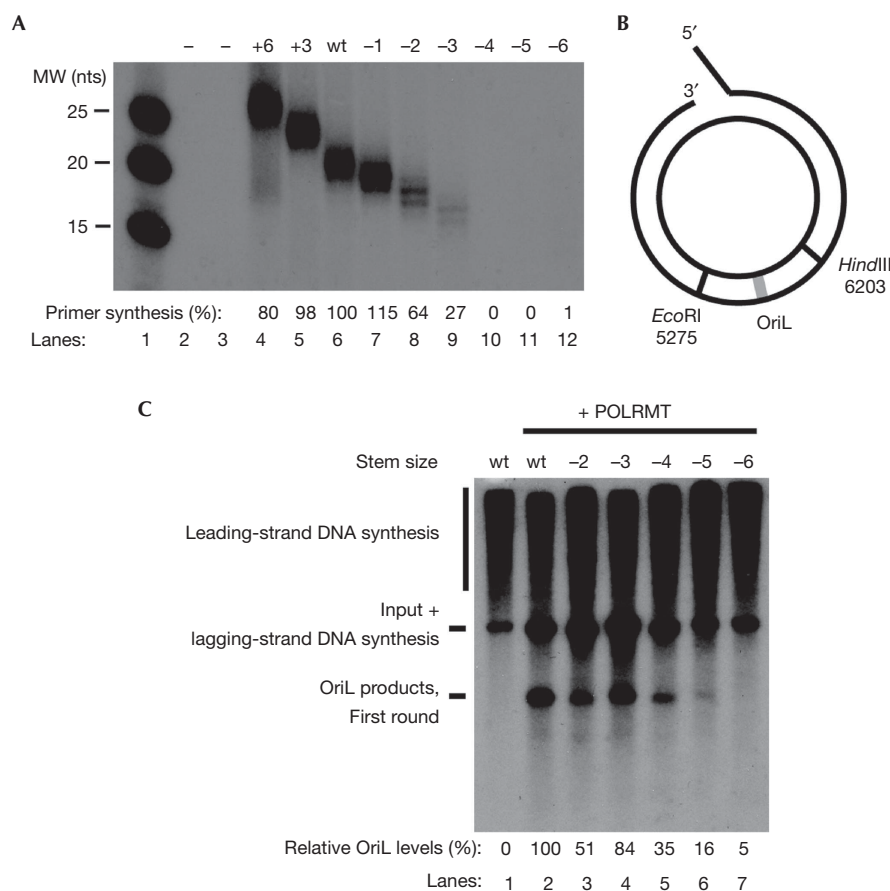 A
– – +6 +3 wt –1 –2 –3 –4 –5 –6
MW (nts)
25
20
15
Primer synthesis (%): 80 98 100 115 64 27 0 0 1
Lanes: 1 2 3 4 5 6 7 8 9 10 11 12
B
5′
3′
HindIII
6203
EcoRI
5275
OriL
C
+ POLRMT
Stem size wt wt –2 –3 –4 –5 –6
Leading-strand DNA synthesis
Input +
lagging-strand DNA synthesis
OriL products,
First round
Relative OriL levels (%): 0 100 51 84 35 16 5
Lanes: 1 2 3 4 5 6 7